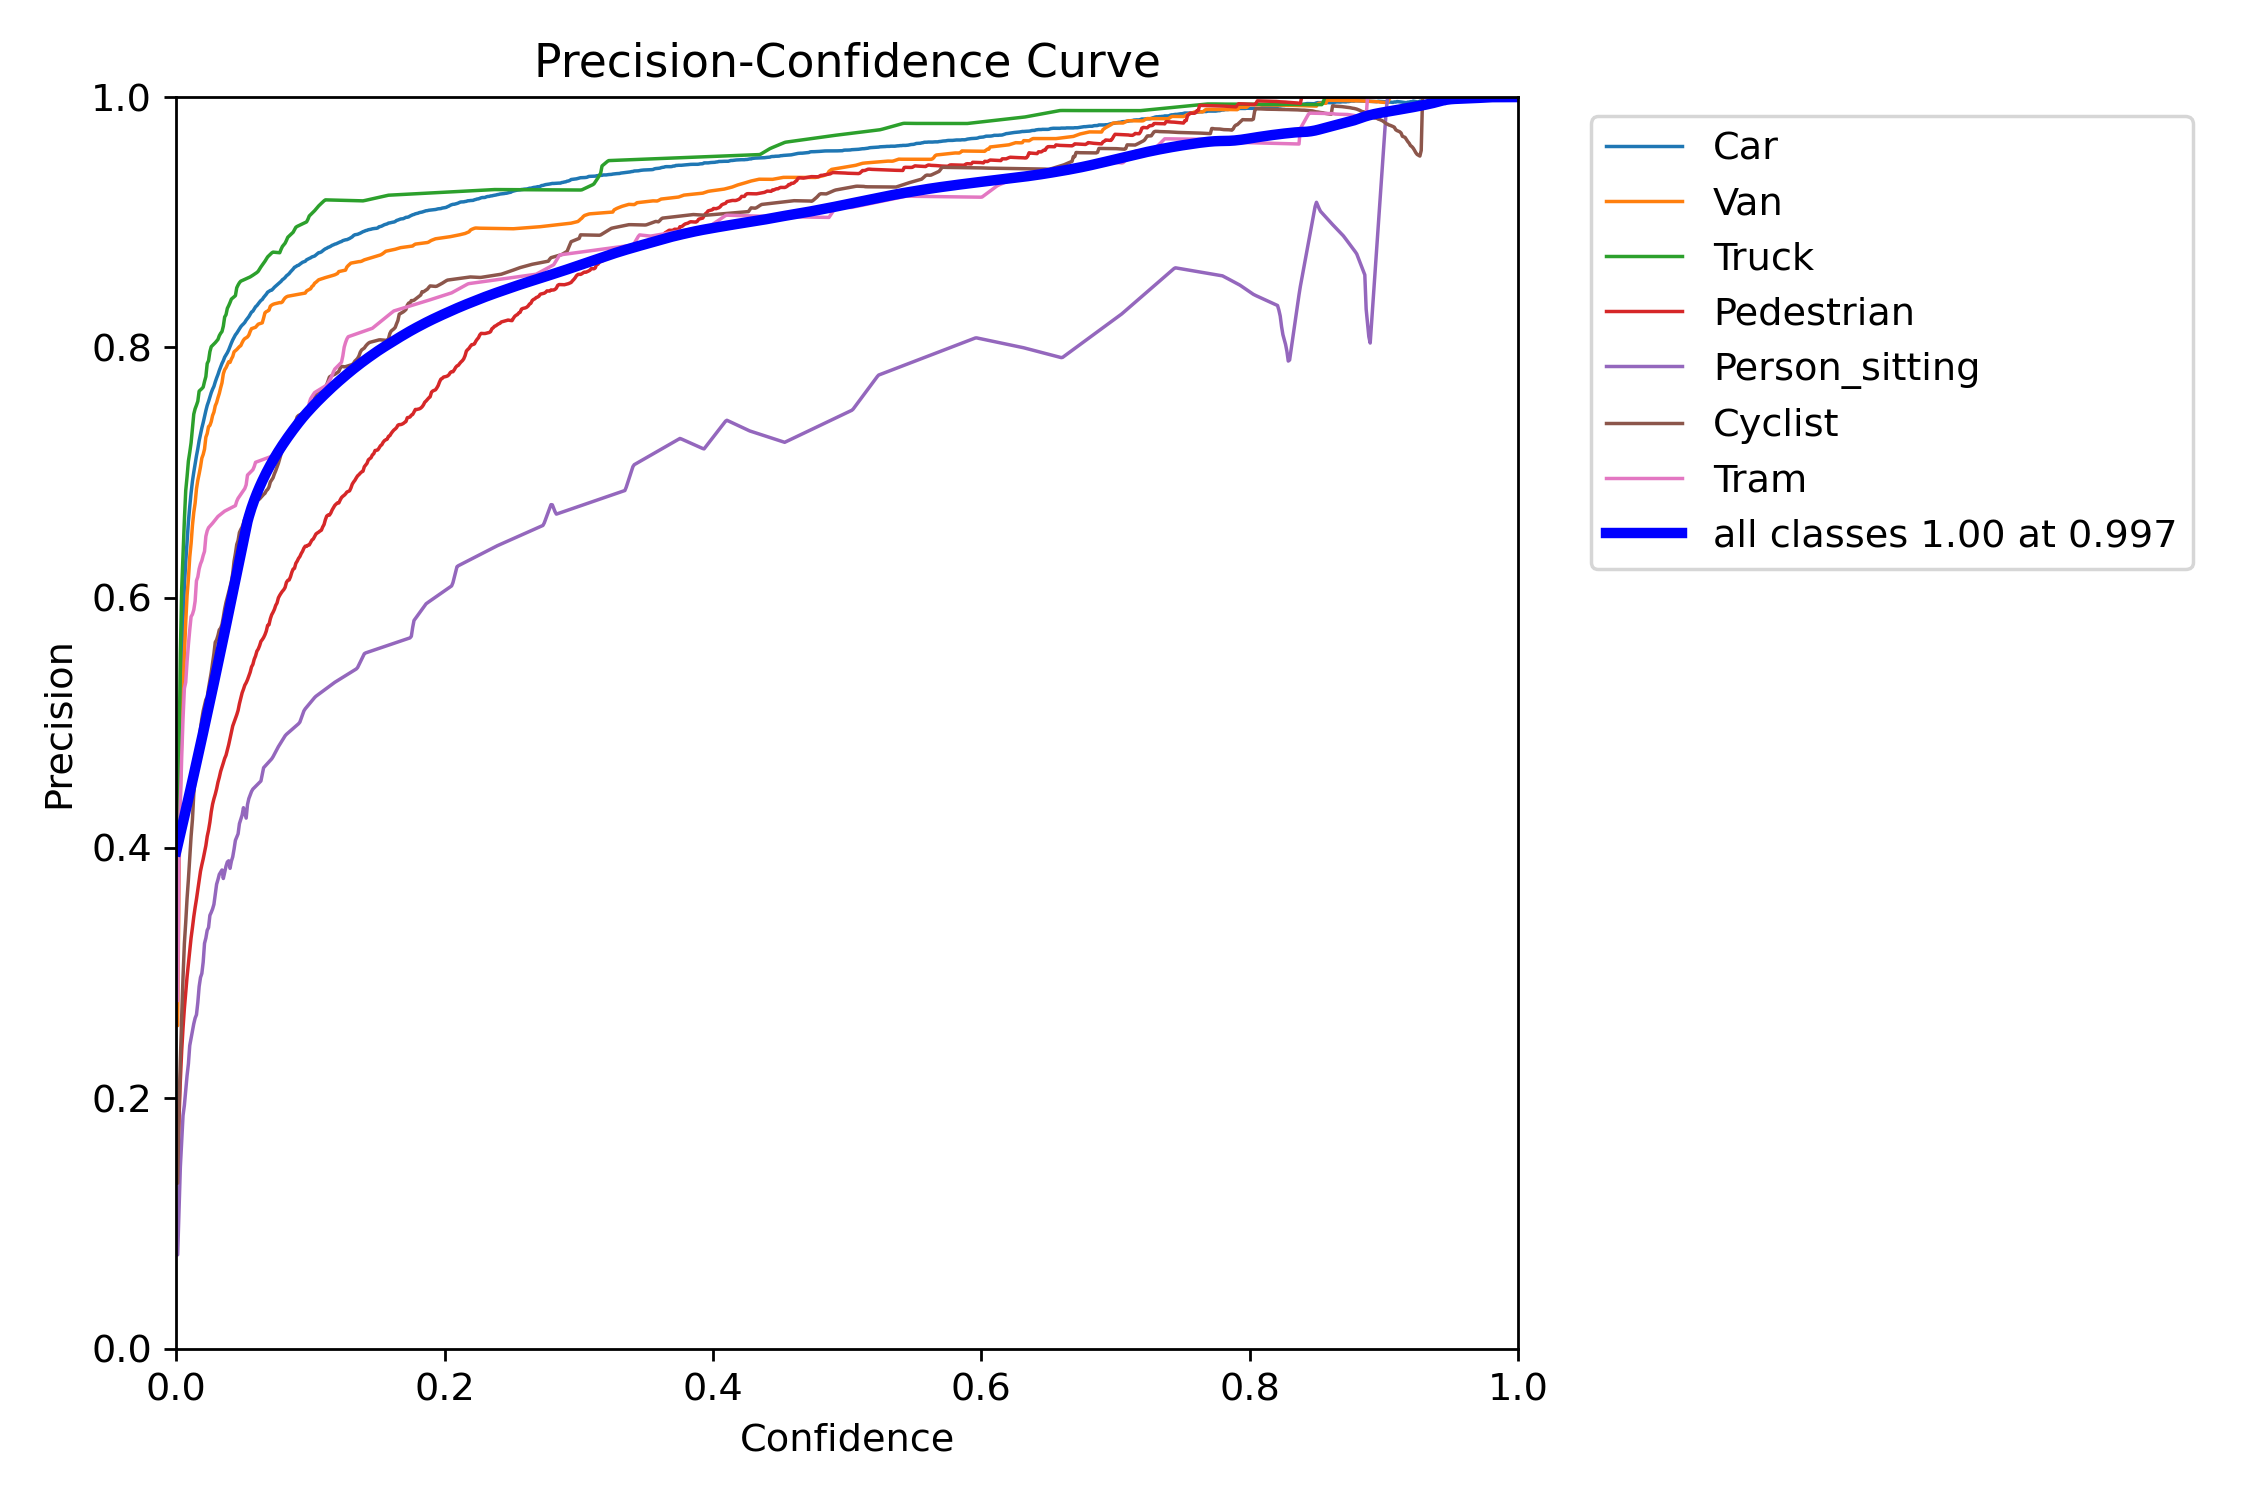 Precision-Confidence Curve
1.0
0.8
0.6
0.4
0.2
0.0
Precision
0.0 0.2 0.4 0.6 0.8 1.0
Confidence
Car
Van
Truck
Pedestrian
Person_sitting
Cyclist
Tram
all classes 1.00 at 0.997